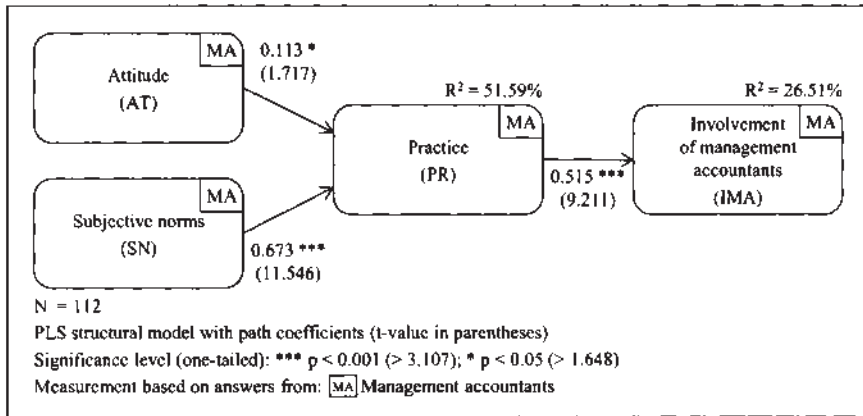 MA
Attitude
(AT)
0.113 *
(1.717)
MA
Subjective norms
(SN)
0.673 ***
(11.546)
R² = 51.59%
MA
Practice
(PR)
0.515 ***
(9.211)
R² = 26.51%
MA
Involvement
of management
accountants
(IMA)
N = 112
PLS structural model with path coefficients (t-value in parentheses)
Significance level (one-tailed): *** p < 0.001 (> 3.107); * p < 0.05 (> 1.648)
Measurement based on answers from: MA Management accountants